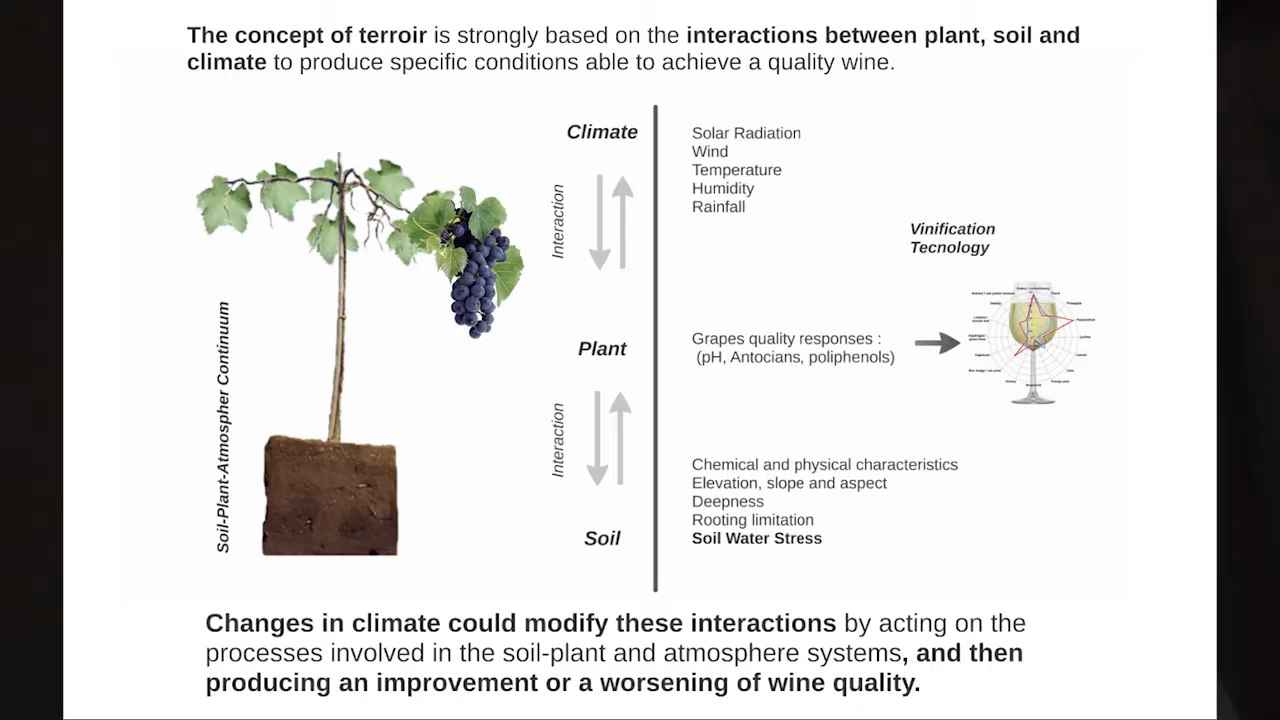 The concept of terroir is strongly based on the interactions between plant, soil and
climate to produce specific conditions able to achieve a quality wine.
Climate
Solar Radiation
Wind
Temperature
Humidity
Rainfall
Interaction
Vinification
Tecnology
Soil-Plant-Atmospher Continuum
Plant
Grapes quality responses :
(pH, Antocians, poliphenols)
Interaction
Chemical and physical characteristics
Elevation, slope and aspect
Deepness
Rooting limitation
Soil Water Stress
Soil
Changes in climate could modify these interactions by acting on the
processes involved in the soil-plant and atmosphere systems, and then
producing an improvement or a worsening of wine quality.